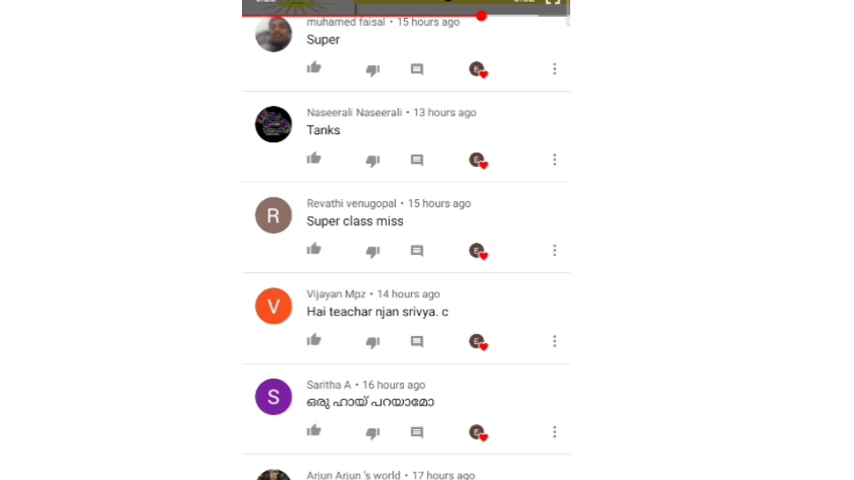 muhamed faisal • 15 hours ago
Super
Naseerali Naseerali • 13 hours ago
Tanks
R
Revathi venugopal • 15 hours ago
Super class miss
V
Vijayan Mpz • 14 hours ago
Hai teachar njan srivya. c
S
Saritha A • 16 hours ago
ഒരു ഹായ് പറയാമോ
Arjun Arjun 's world • 17 hours ago